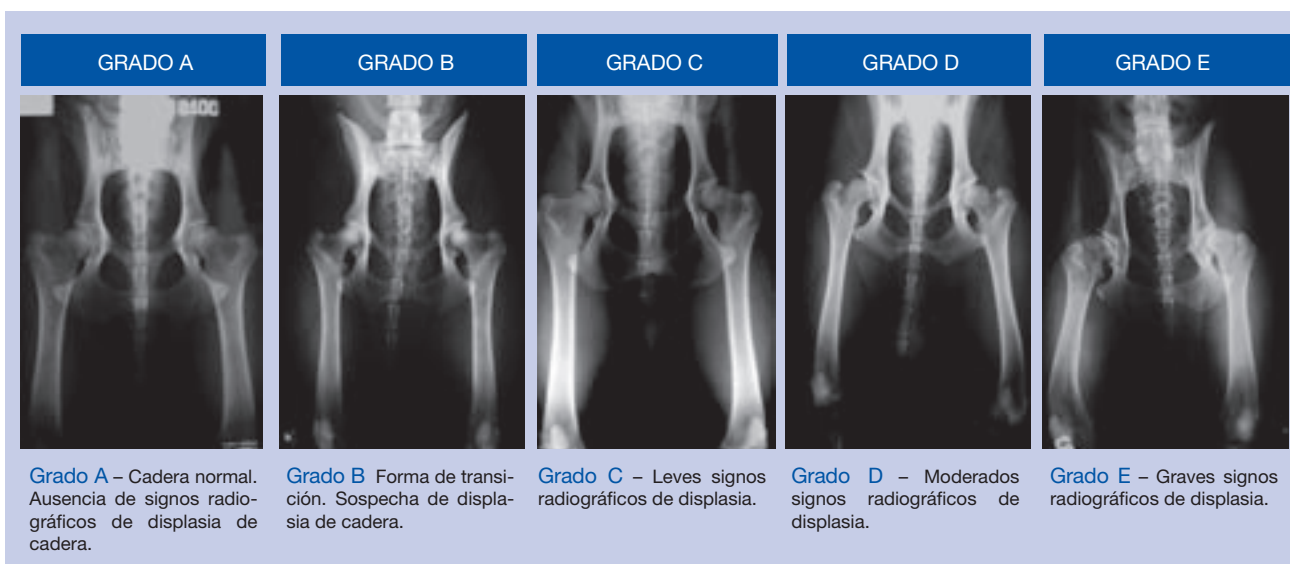 GRADO A
GRADO B
GRADO C
GRADO D
GRADO E
Grado A – Cadera normal.
Ausencia de signos radio-
gráficos de displasia de
cadera.
Grado B Forma de transi-
ción. Sospecha de displa-
sia de cadera.
Grado C – Leves signos
radiográficos de displasia.
Grado D – Moderados
signos radiográficos de
displasia.
Grado E – Graves signos
radiográficos de displasia.